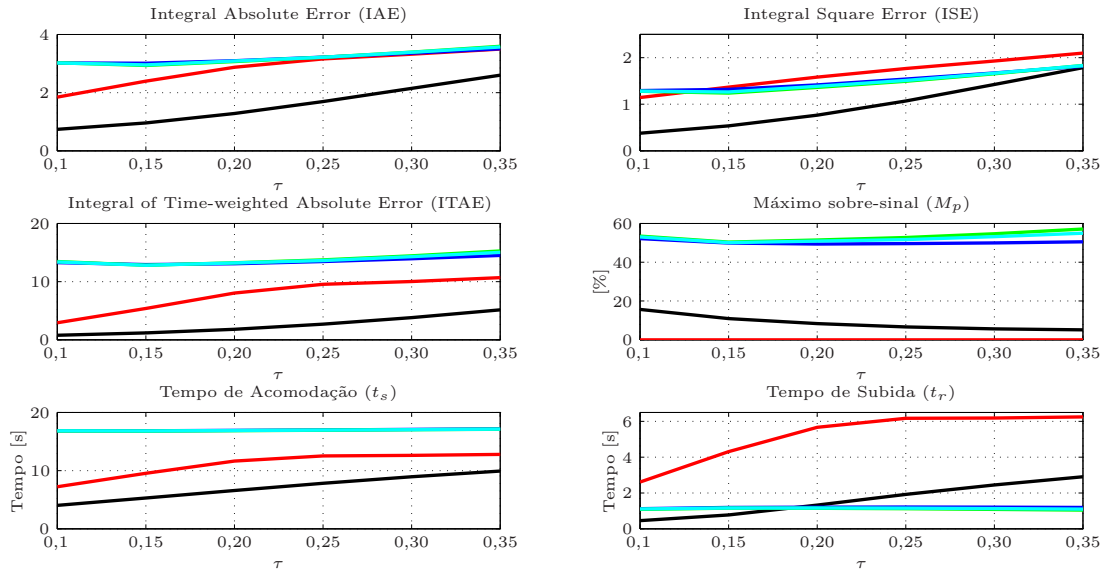 Integral Absolute Error (IAE)
4
2
0
0,1 0,15 0,20 0,25 0,30 0,35
τ
Integral Square Error (ISE)
2
1
0
0,1 0,15 0,20 0,25 0,30 0,35
τ
Integral of Time-weighted Absolute Error (ITAE)
20
10
0
0,1 0,15 0,20 0,25 0,30 0,35
τ
Máximo sobre-sinal (Mp)
[%]
60
40
20
0
0,1 0,15 0,20 0,25 0,30 0,35
τ
Tempo de Acomodação (ts)
Tempo [s]
20
10
0
0,1 0,15 0,20 0,25 0,30 0,35
τ
Tempo de Subida (tr)
Tempo [s]
6
4
2
0
0,1 0,15 0,20 0,25 0,30 0,35
τ